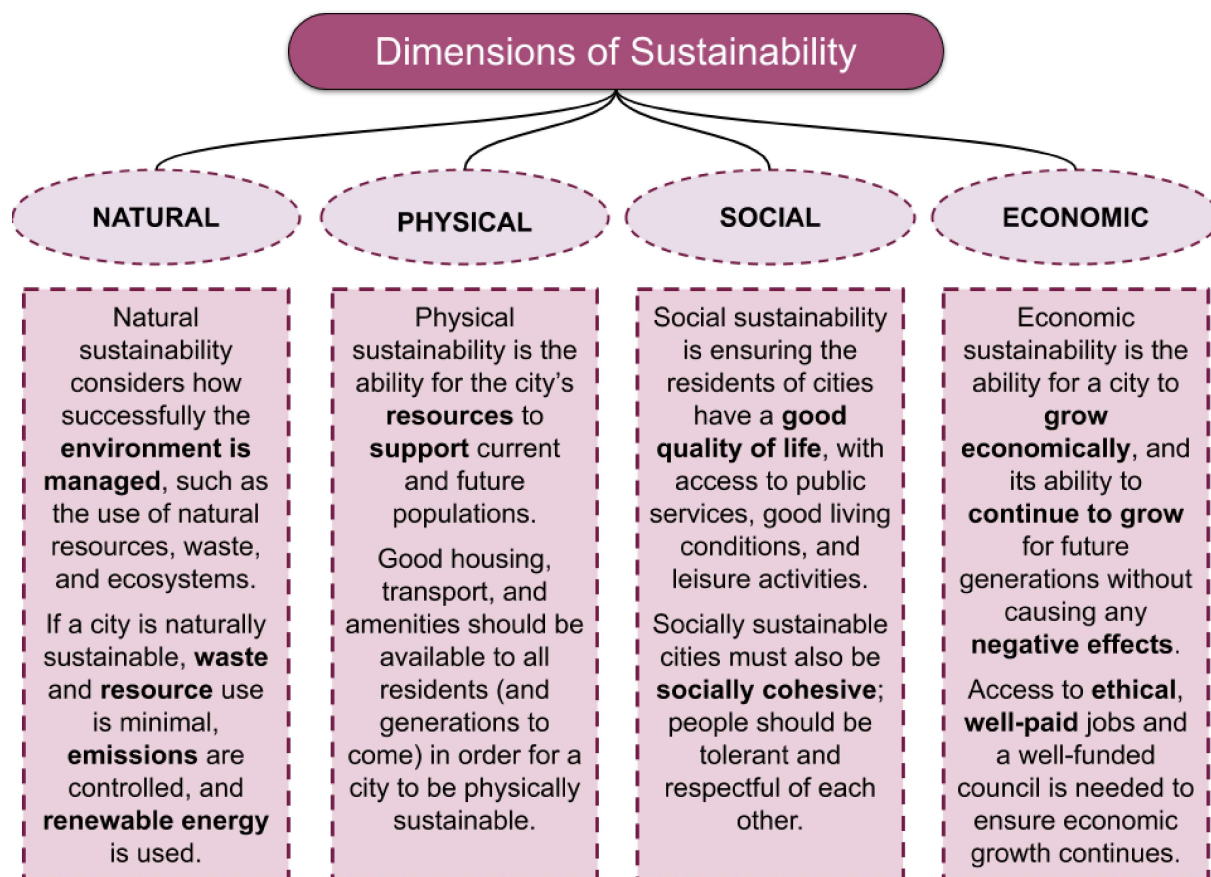 Dimensions of Sustainability
NATURAL
Natural
sustainability
considers how
successfully the
environment is
managed, such as
the use of natural
resources, waste,
and ecosystems.
If a city is naturally
sustainable, waste
and resource use
is minimal,
emissions are
controlled, and
renewable energy
is used.
PHYSICAL
Physical
sustainability is the
ability for the city’s
resources to
support current
and future
populations.
Good housing,
transport, and
amenities should be
available to all
residents (and
generations to
come) in order for a
city to be physically
sustainable.
SOCIAL
Social sustainability
is ensuring the
residents of cities
have a good
quality of life, with
access to public
services, good living
conditions, and
leisure activities.
Socially sustainable
cities must also be
socially cohesive;
people should be
tolerant and
respectful of each
other.
ECONOMIC
Economic
sustainability is the
ability for a city to
grow
economically, and
its ability to
continue to grow
for future
generations without
causing any
negative effects.
Access to ethical,
well-paid jobs and
a well-funded
council is needed to
ensure economic
growth continues.